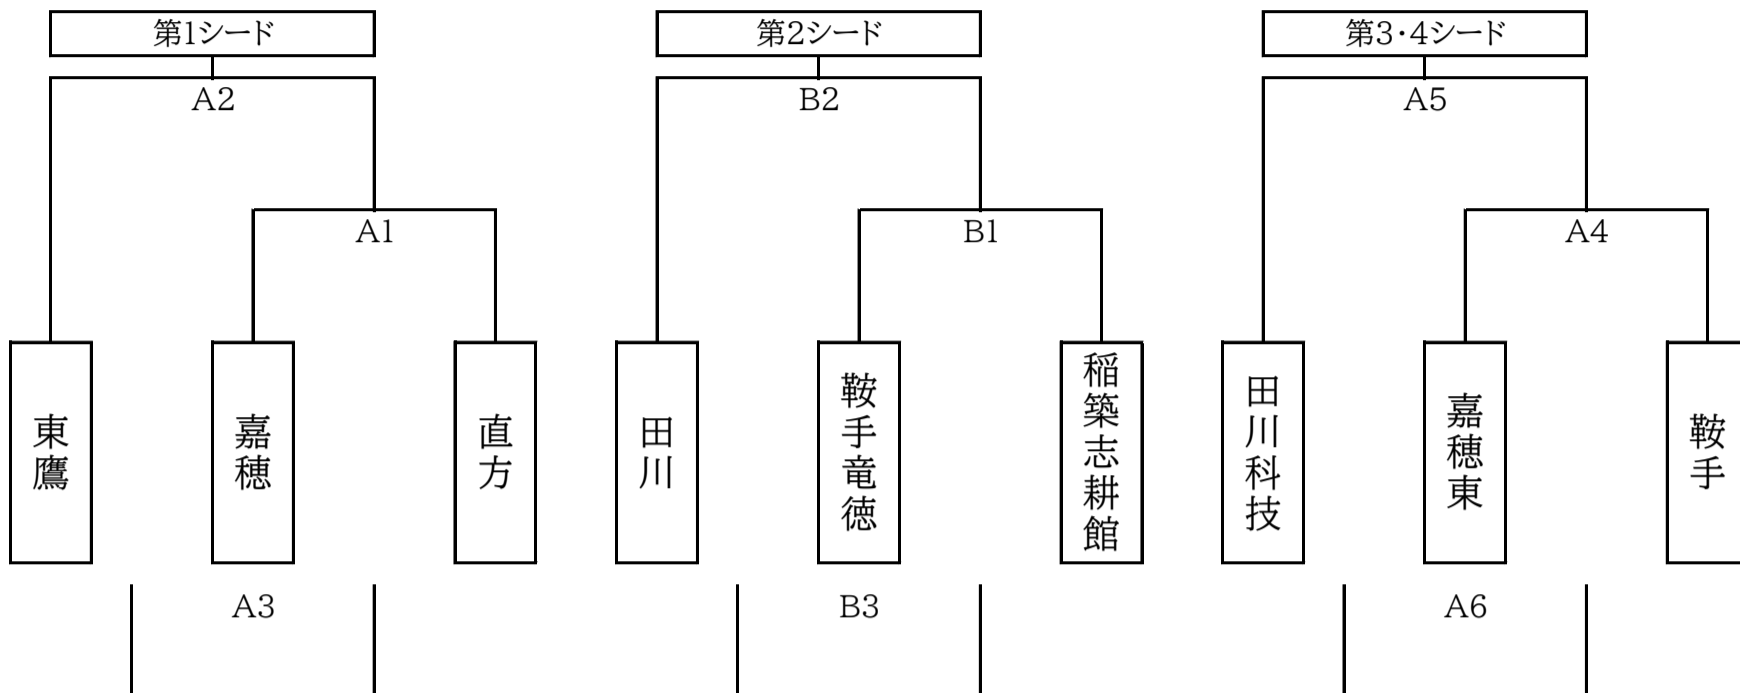 第1シード
第2シード
第3・4シード
A2
B2
A5
A1
B1
A4
東鷹
嘉穂
直方
田川
鞍手竜徳
稲築志耕館
田川科技
嘉穂東
鞍手
A3
B3
A6